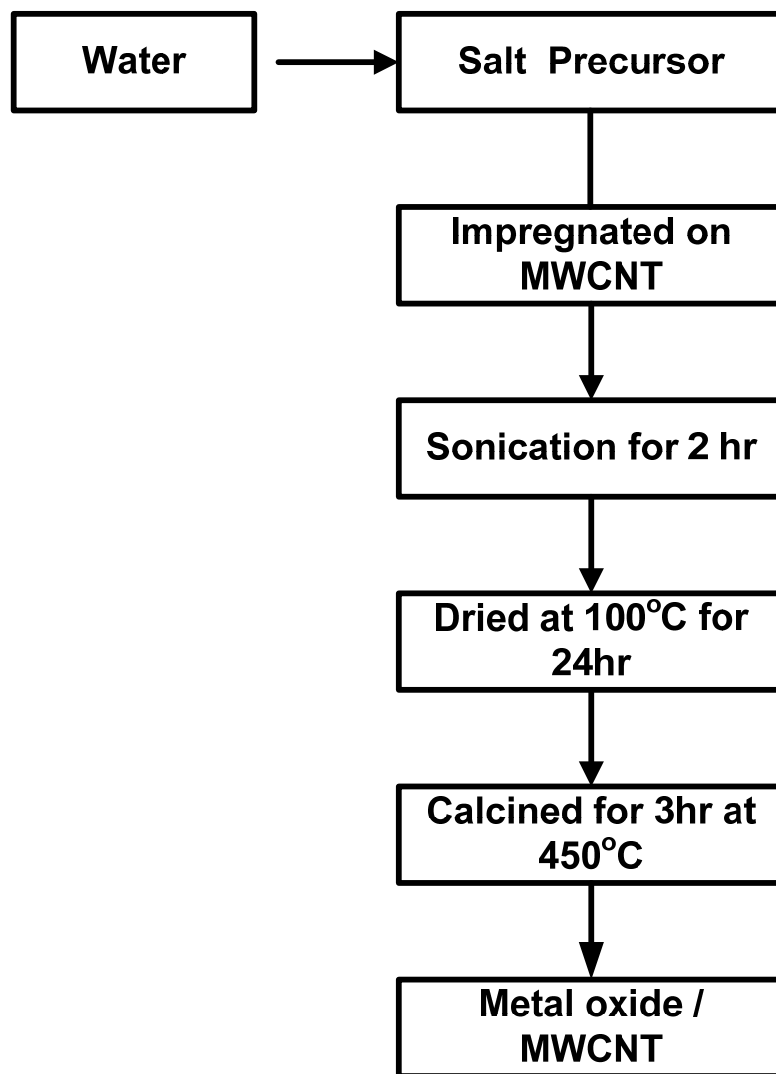 Water
Salt Precursor
Impregnated on
MWCNT
Sonication for 2 hr
Dried at 100°C for
24hr
Calcined for 3hr at
450°C
Metal oxide /
MWCNT